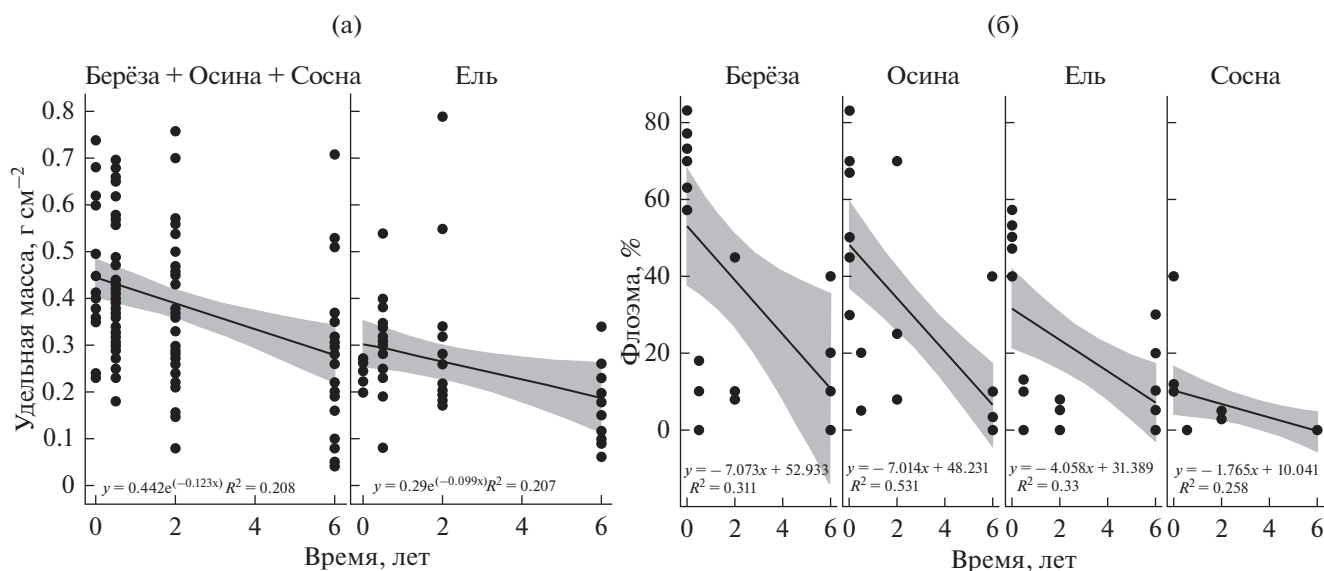 (а)
(б)
Берёза + Осина + Сосна
Ель
Берёза
Осина
Ель
Сосна
Удельная масса, г см⁻²
0.8
0.7
0.6
0.5
0.4
0.3
0.2
0.1
0
y = 0.442e^(−0.123x) R² = 0.208
y = 0.29e^(−0.099x) R² = 0.207
0 2 4 6 0 2 4 6
Время, лет
Флоэма, %
80
60
40
20
0
y = − 7.073x + 52.933
R² = 0.311
y = − 7.014x + 48.231
R² = 0.531
y = − 4.058x + 31.389
R² = 0.33
y = − 1.765x + 10.041
R² = 0.258
0 2 4 6 0 2 4 6 0 2 4 6 0 2 4 6
Время, лет